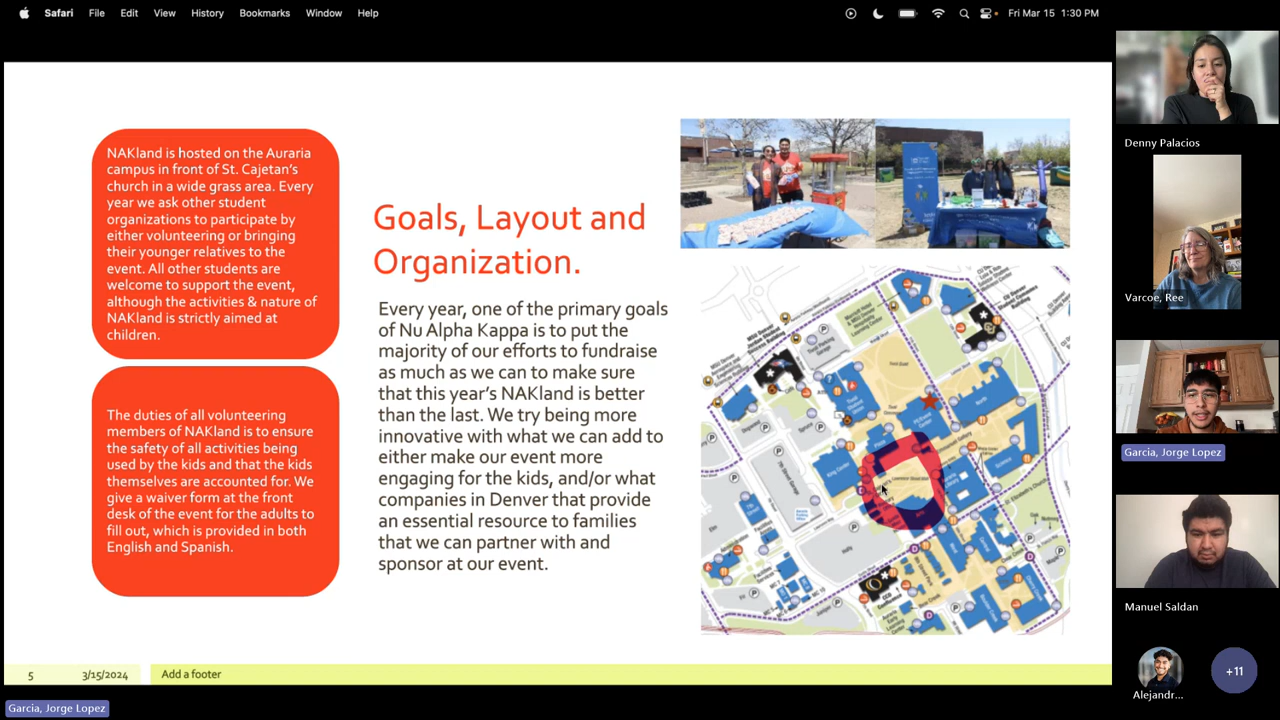 Safari File Edit View History Bookmarks Window Help Fri Mar 15 1:30 PM
NAKland is hosted on the Auraria
campus in front of St. Cajetan's
church in a wide grass area. Every
year we ask other student
organizations to participate by
either volunteering or bringing
their younger relatives to the
event. All other students are
welcome to support the event,
although the activities & nature of
NAKland is strictly aimed at
children.
The duties of all volunteering
members of NAKland is to ensure
the safety of all activities being
used by the kids and that the kids
themselves are accounted for. We
give a waiver form at the front
desk of the event for the adults to
fill out, which is provided in both
English and Spanish.
Goals, Layout and
Organization.
Every year, one of the primary goals
of Nu Alpha Kappa is to put the
majority of our efforts to fundraise
as much as we can to make sure
that this year's NAKland is better
than the last. We try being more
innovative with what we can add to
either make our event more
engaging for the kids, and/or what
companies in Denver that provide
an essential resource to families
that we can partner with and
sponsor at our event.
North
Science
King Center
Plaza
Arts
Central
5 3/15/2024 Add a footer
Garcia, Jorge Lopez
Denny Palacios
Varcoe, Ree
Garcia, Jorge Lopez
Manuel Saldan
Alejandr...
+11